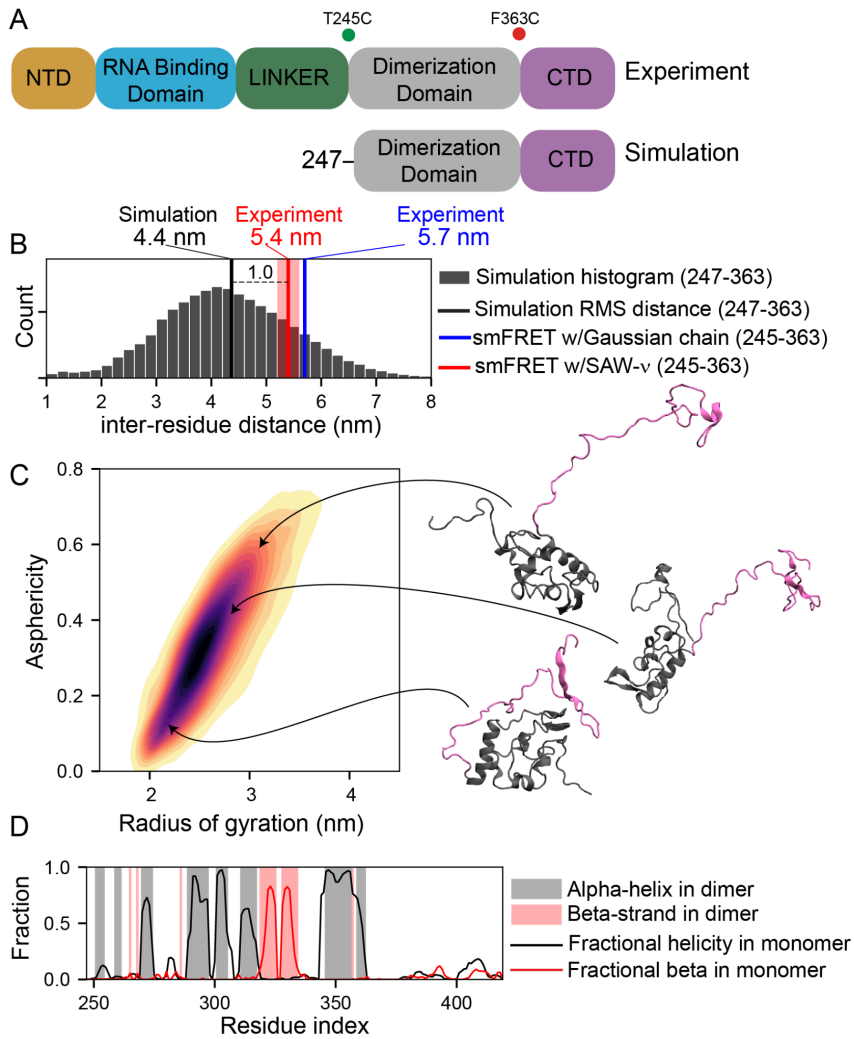 A
T245C
F363C
NTD
RNA Binding
Domain
LINKER
Dimerization
Domain
CTD
Experiment
247
Dimerization
Domain
CTD
Simulation
B
Simulation
4.4 nm
Experiment
5.4 nm
Experiment
5.7 nm
1.0
Count
1 2 3 4 5 6 7 8
inter-residue distance (nm)
Simulation histogram (247-363)
Simulation RMS distance (247-363)
smFRET w/Gaussian chain (245-363)
smFRET w/SAW-ν (245-363)
C
0.8
0.6
0.4
0.2
0.0
Asphericity
2 3 4
Radius of gyration (nm)
D
1.0
0.5
0.0
Fraction
250 300 350 400
Residue index
Alpha-helix in dimer
Beta-strand in dimer
Fractional helicity in monomer
Fractional beta in monomer